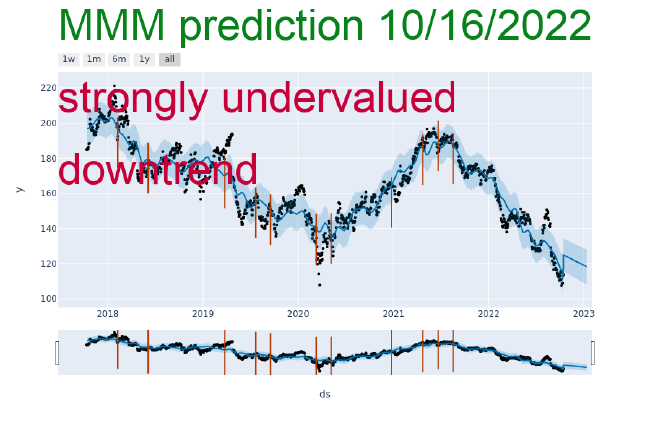 MMM prediction 10/16/2022
1w 1m 6m 1y all
strongly undervalued
downtrend
220
200
180
160
140
120
100
y
2018 2019 2020 2021 2022 2023
ds